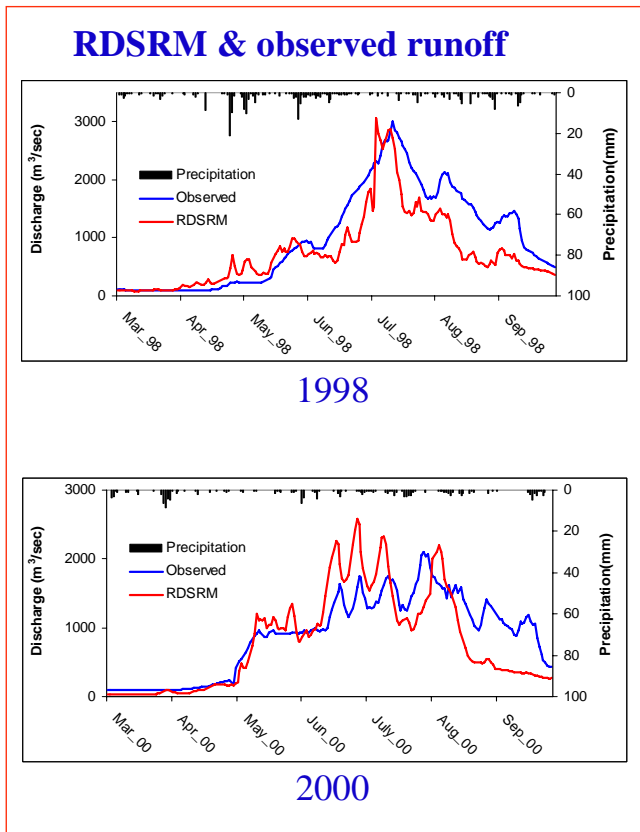 RDSRM & observed runoff
Discharge (m³/sec)
3000
2000
1000
0
Precipitation
Observed
RDSRM
0
20
40
60
80
100
Precipitation(mm)
Mar_98
Apr_98
May_98
Jun_98
Jul_98
Aug_98
Sep_98
1998
Discharge (m³/sec)
3000
2000
1000
0
Precipitation
Observed
RDSRM
0
20
40
60
80
100
Precipitation(mm)
Mar_00
Apr_00
May_00
Jun_00
July_00
Aug_00
Sep_00
2000